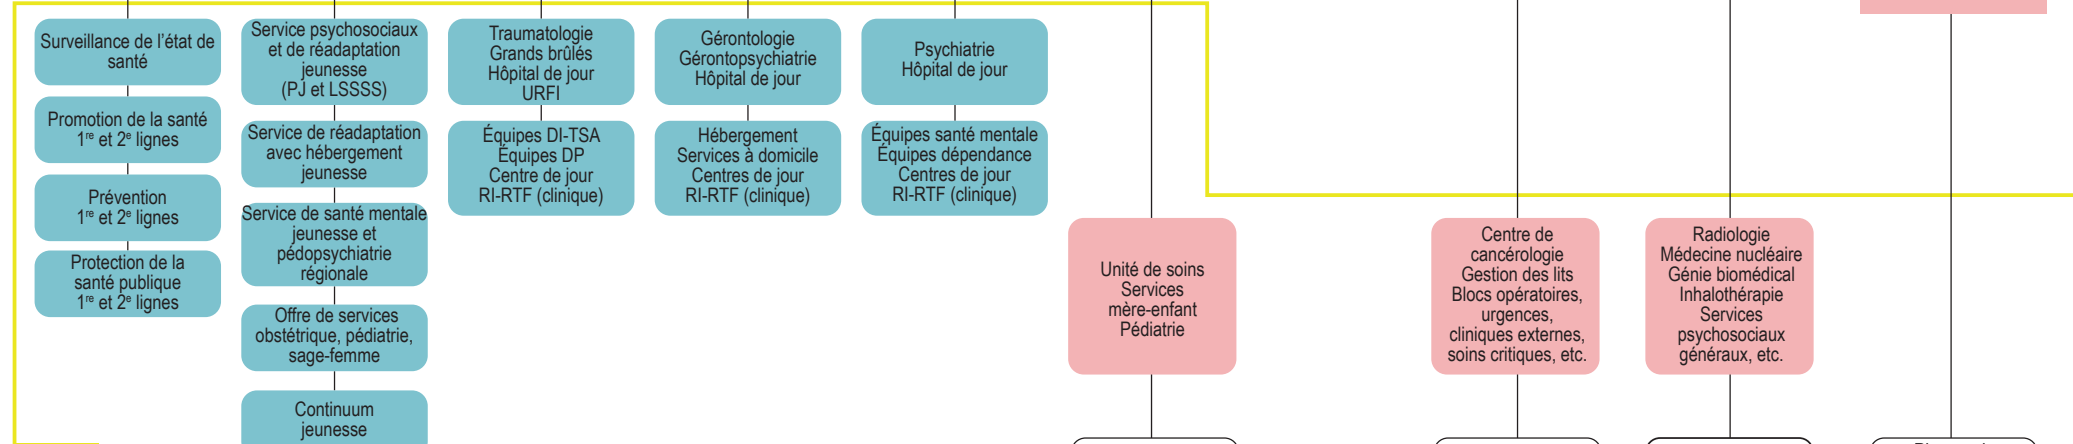 Surveillance de l'état de
santé
Promotion de la santé
1re et 2e lignes
Prévention
1re et 2e lignes
Protection de la
santé publique
1re et 2e lignes
Service psychosociaux
et de réadaptation
jeunesse
(PJ et LSSSS)
Service de réadaptation
avec hébergement
jeunesse
Service de santé mentale
jeunesse et
pédopsychiatrie
régionale
Offre de services
obstétrique, pédiatrie,
sage-femme
Continuum
jeunesse
Traumatologie
Grands brûlés
Hôpital de jour
URFI
Équipes DI-TSA
Équipes DP
Centre de jour
RI-RTF (clinique)
Gérontologie
Gérontopsychiatrie
Hôpital de jour
Hébergement
Services à domicile
Centres de jour
RI-RTF (clinique)
Psychiatrie
Hôpital de jour
Équipes santé mentale
Équipes dépendance
Centres de jour
RI-RTF (clinique)
Unité de soins
Services
mère-enfant
Pédiatrie
Centre de
cancérologie
Gestion des lits
Blocs opératoires,
urgences,
cliniques externes,
soins critiques, etc.
Radiologie
Médecine nucléaire
Génie biomédical
Inhalothérapie
Services
psychosociaux
généraux, etc.